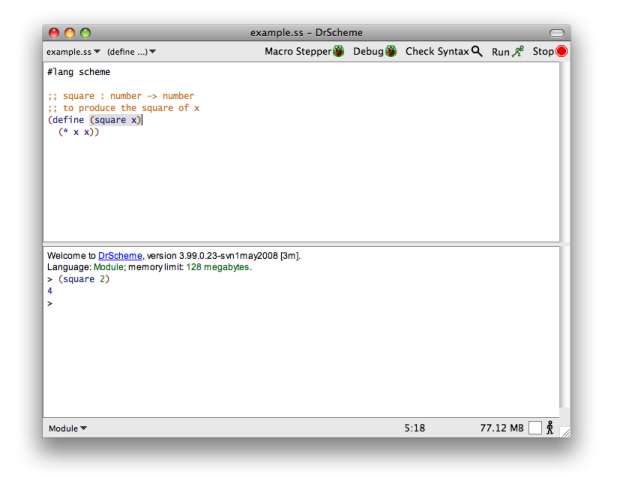 example.ss - DrScheme
example.ss (define ...) Macro Stepper Debug Check Syntax Run Stop
#lang scheme
;; square : number -> number
;; to produce the square of x
(define (square x)
(* x x))
Welcome to DrScheme, version 3.99.0.23-svn1may2008 [3m].
Language: Module; memory limit: 128 megabytes.
> (square 2)
4
>
Module 5:18 77.12 MB